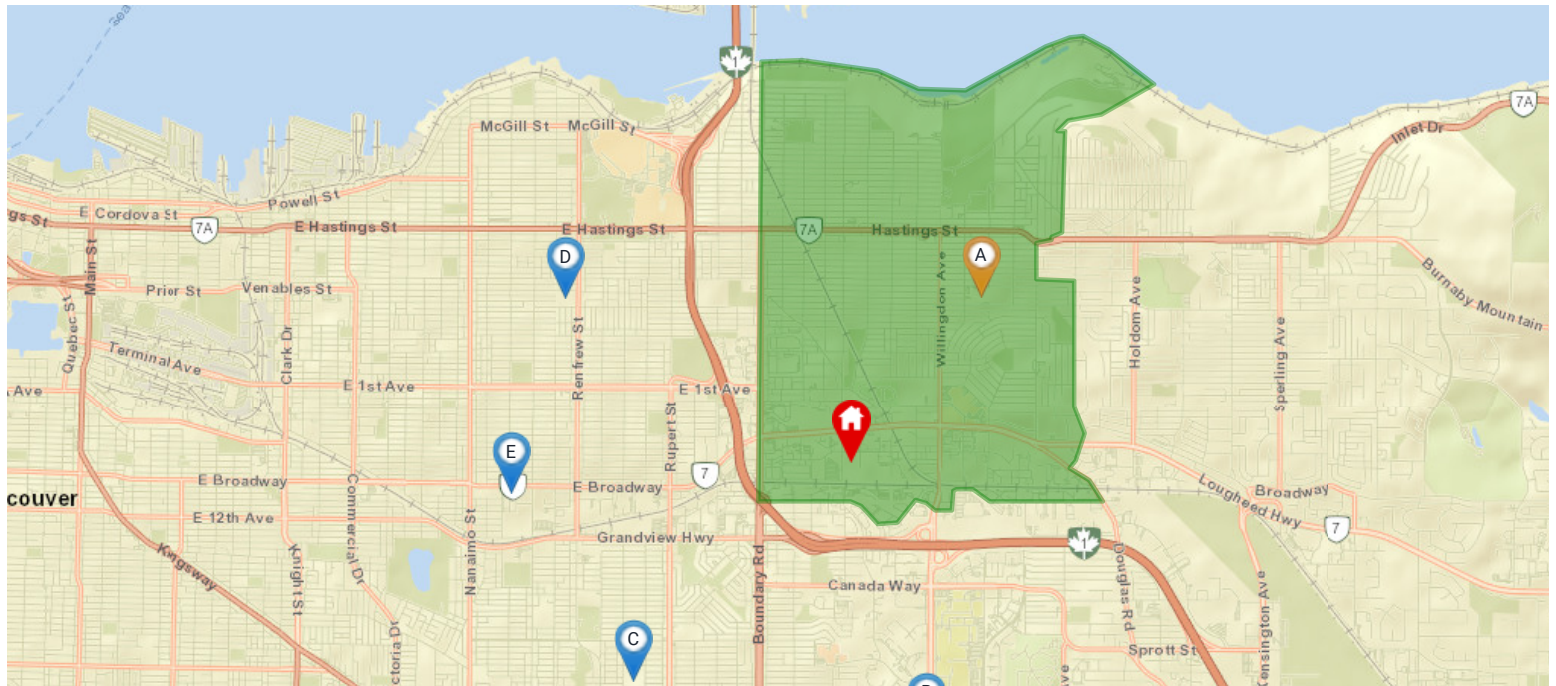 Sea
1
7A
McGill St
McGill St
Inlet Dr
Powell St
E Cordova St
gs St
7A
E Hastings St
E Hastings St
7A
Hastings St
D
A
Main St
Prior St
Venables St
Quebec St
Clark Dr
Renfrew St
Willingdon Ave
Holdom Ave
Sperling Ave
Burnaby Mountain
Terminal Ave
Ave
E 1st Ave
E 1st Ave
Rupert St
E
7
E Broadway
E Broadway
couver
Commercial Dr
Nanaimo St
E 12th Ave
Lougheed Hwy
Broadway
7
Grandview Hwy
1
Kingsway
Knight St
Boundary Rd
Canada Way
Douglas Rd
Kensington Ave
C
ctoria Dr
Sprott St
ve